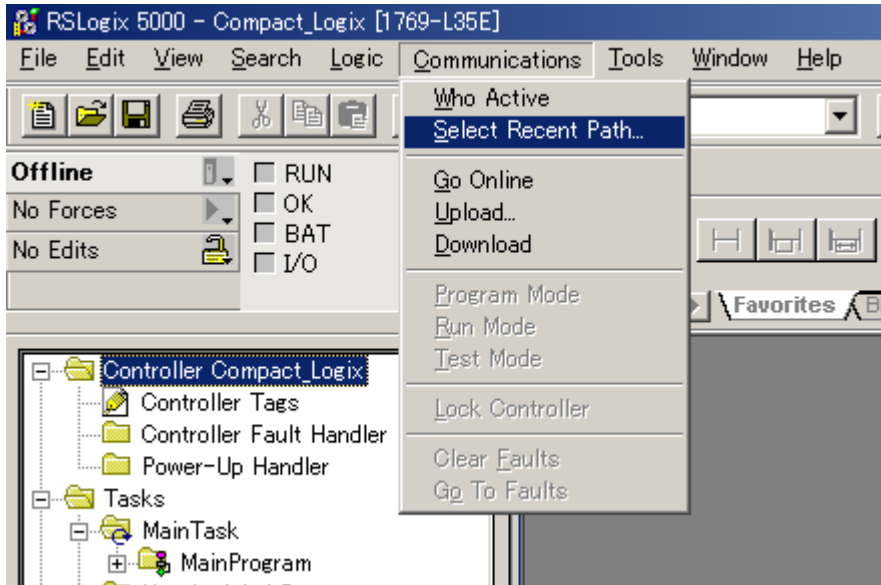 RSLogix 5000 - Compact_Logix [1769-L35E]
File Edit View Search Logic Communications Tools Window Help
Who Active
Select Recent Path...
Go Online
Upload...
Download
Program Mode
Run Mode
Test Mode
Lock Controller
Clear Faults
Go To Faults
Offline
No Forces
No Edits
RUN
OK
BAT
I/O
Favorites
Controller Compact_Logix
Controller Tags
Controller Fault Handler
Power-Up Handler
Tasks
MainTask
MainProgram